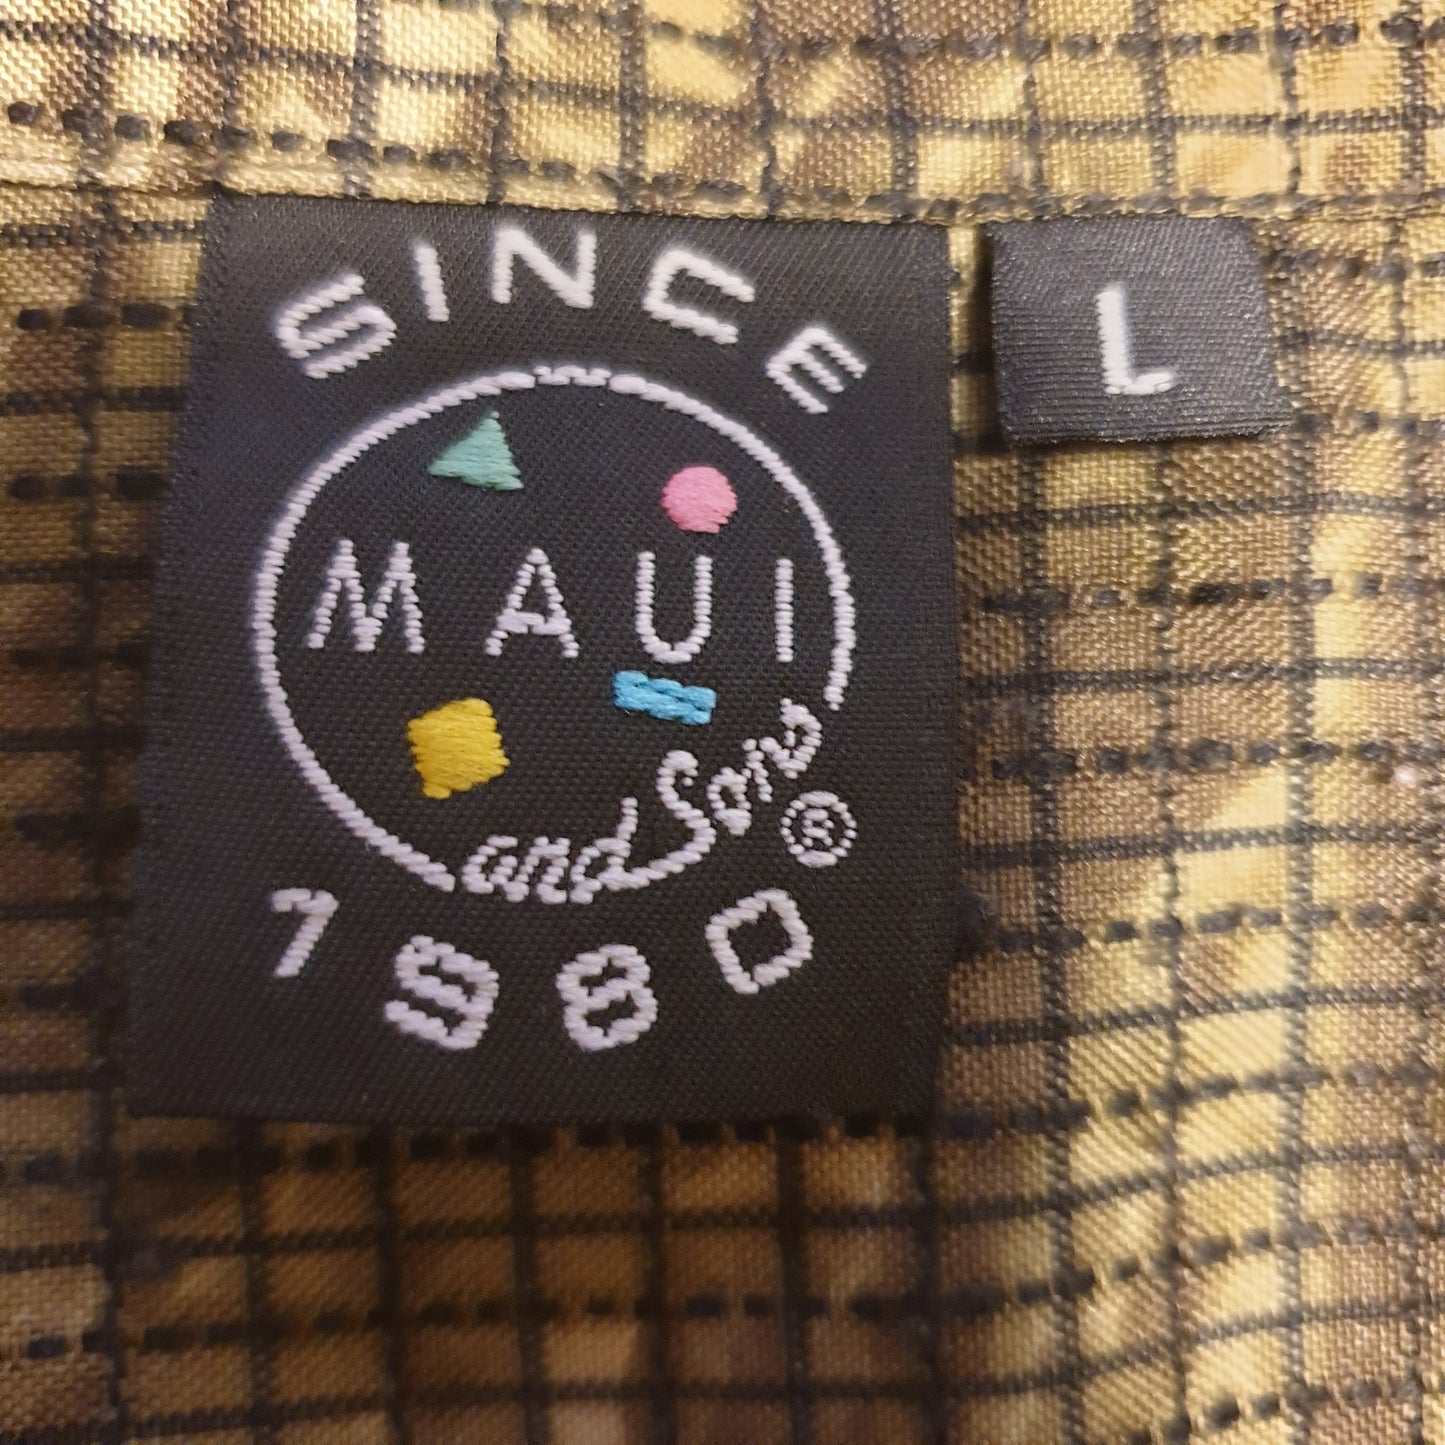 SINCE
MAUI
and Sons ®
1980
L